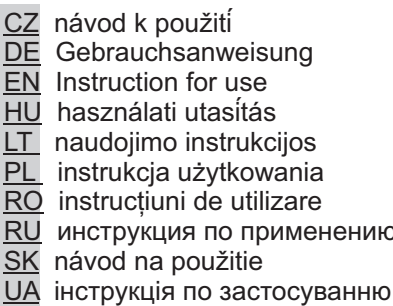 CZ návod k použití
DE Gebrauchsanweisung
EN Instruction for use
HU használati utasítás
LT naudojimo instrukcijos
PL instrukcja użytkowania
RO instrucțiuni de utilizare
RU инструкция по применению
SK návod na použitie
UA інструкція по застосуванню